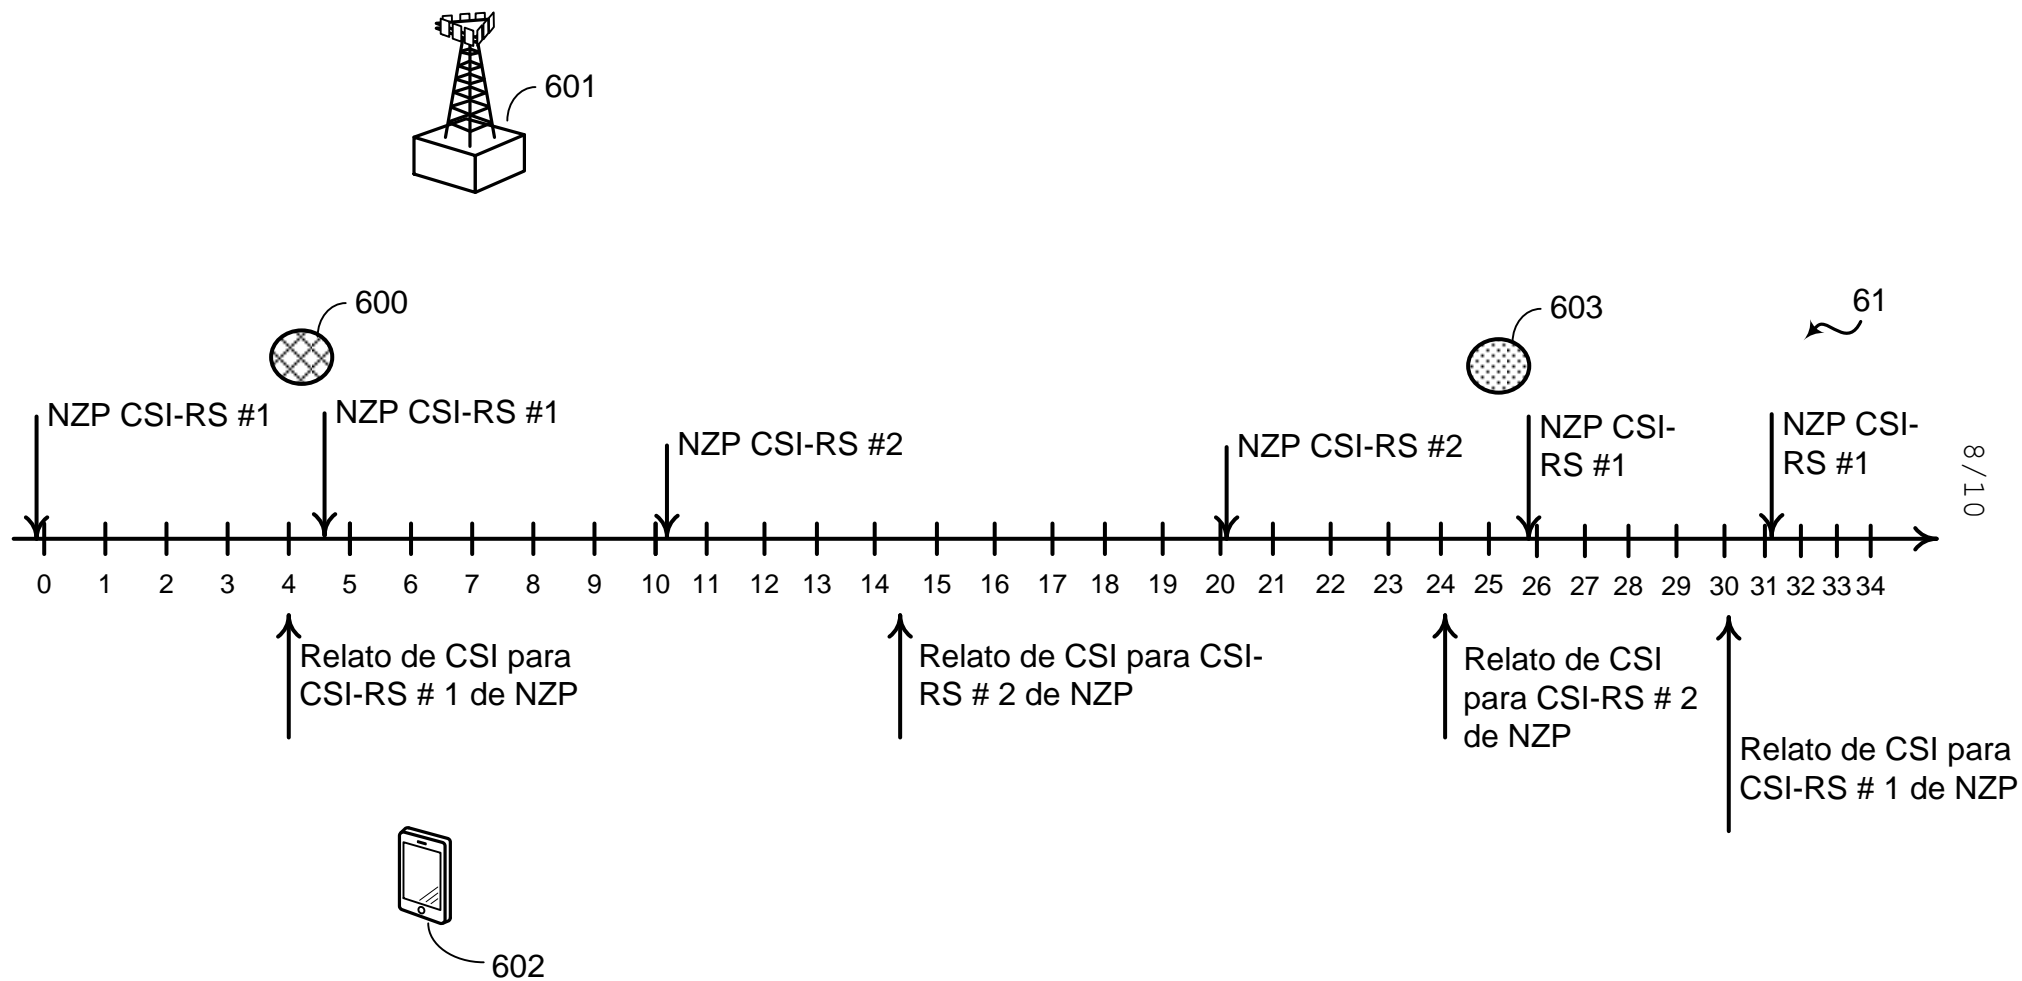 601
600
603
61
NZP CSI-RS #1
NZP CSI-RS #1
NZP CSI-RS #2
NZP CSI-RS #2
NZP CSI-
RS #1
NZP CSI-
RS #1
8/10
0 1 2 3 4 5 6 7 8 9 10 11 12 13 14 15 16 17 18 19 20 21 22 23 24 25 26 27 28 29 30 31 32 33 34
Relato de CSI para
CSI-RS # 1 de NZP
Relato de CSI para CSI-
RS # 2 de NZP
Relato de CSI
para CSI-RS # 2
de NZP
Relato de CSI para
CSI-RS # 1 de NZP
602